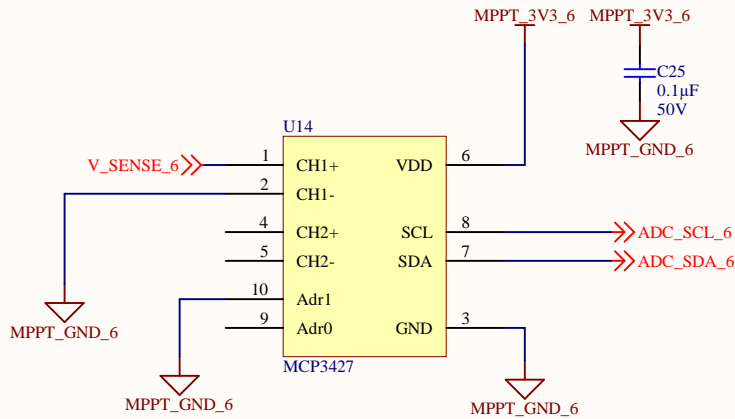 MPPT_3V3_6
MPPT_3V3_6
C25
0.1µF
50V
MPPT_GND_6
U14
V_SENSE_6
1
CH1+
VDD
6
2
CH1-
4
CH2+
SCL
8
ADC_SCL_6
5
CH2-
SDA
7
ADC_SDA_6
10
Adr1
9
Adr0
GND
3
MPPT_GND_6
MCP3427
MPPT_GND_6
MPPT_GND_6